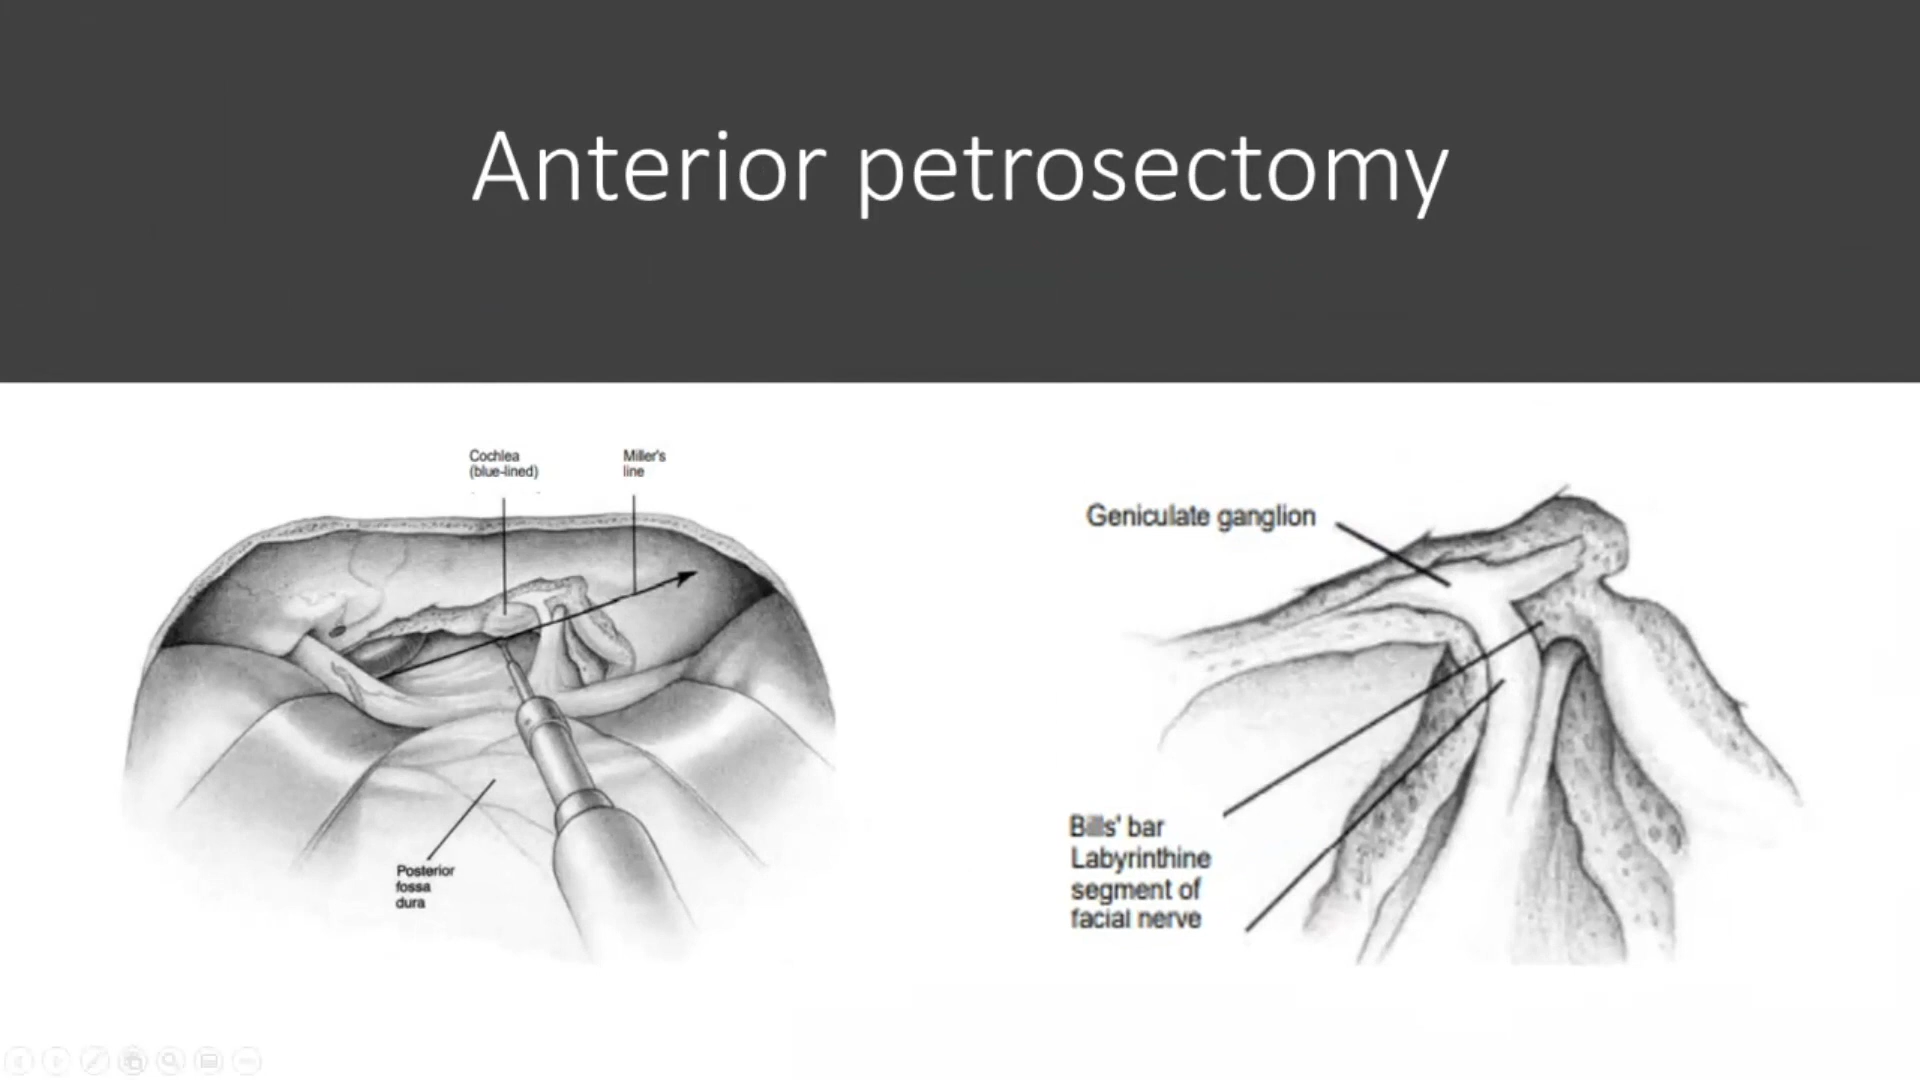 Anterior petrosectomy
Cochlea
(blue-lined)
Miller's
line
Posterior
fossa
dura
Geniculate ganglion
Bills' bar
Labyrinthine
segment of
facial nerve